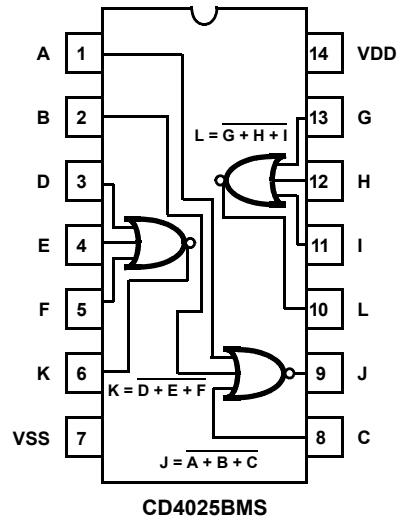 A 1 14 VDD
B 2 13 G
L = G + H + I
D 3 12 H
E 4 11 I
F 5 10 L
K 6 9 J
K = D + E + F
VSS 7 8 C
J = A + B + C
CD4025BMS